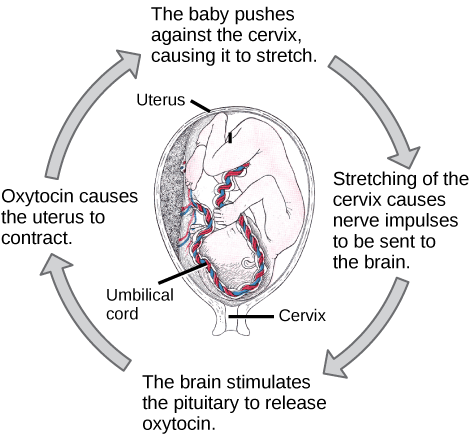 The baby pushes
against the cervix,
causing it to stretch.
Uterus
Stretching of the
cervix causes
nerve impulses
to be sent to
the brain.
Oxytocin causes
the uterus to
contract.
Umbilical
cord
Cervix
The brain stimulates
the pituitary to release
oxytocin.